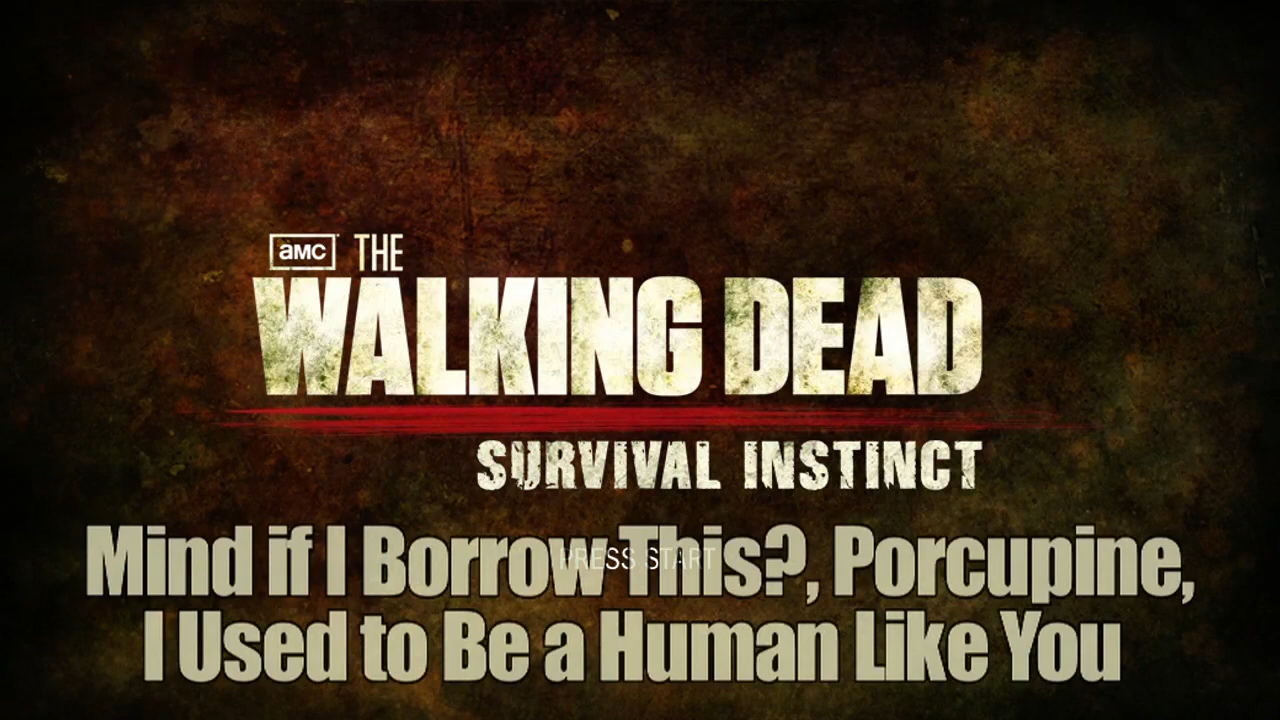 aMC THE
WALKING DEAD
SURVIVAL INSTINCT
PRESS START
Mind if I Borrow This?, Porcupine,
I Used to Be a Human Like You